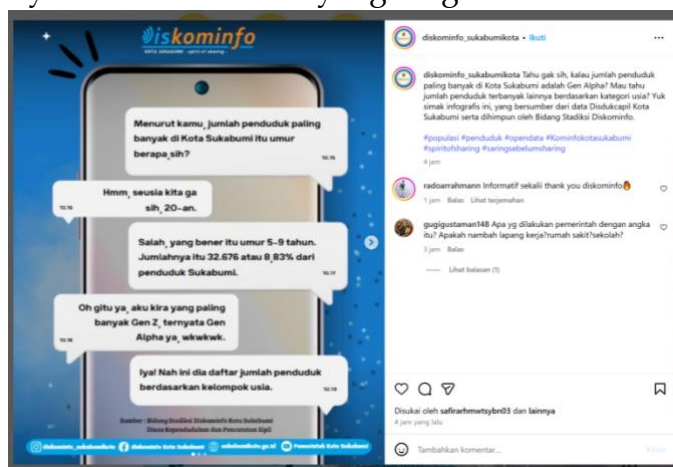 Diskominfo
KOTA SUKABUMI - spirit of sharing -
Menurut kamu, jumlah penduduk paling
banyak di Kota Sukabumi itu umur
berapa sih?
10.15
Hmm, seusia kita ga
sih, 20-an.
Salah, yang bener itu umur 5-9 tahun.
Jumlahnya itu 32.676 atau 8,83% dari
penduduk Sukabumi.
10.17
Oh gitu ya, aku kira yang paling
banyak Gen Z, ternyata Gen
Alpha ya, wkwkwk.
Iya! Nah ini dia daftar jumlah penduduk
berdasarkan kelompok usia.
Sumber : Bidang Stadiksi Diskominfo Kota Sukabumi
Dinas Kependudukan dan Pencatatan Sipil
diskominfo_sukabumikota Diskominfo Kota Sukabumi sukabumikota.go.id Pemerintah Kota Sukabumi
diskominfo_sukabumikota • Ikuti
diskominfo_sukabumikota Tahu gak sih, kalau jumlah penduduk
paling banyak di Kota Sukabumi adalah Gen Alpha? Mau tahu
jumlah penduduk terbanyak lainnya berdasarkan kategori usia? Yuk
simak infografis ini, yang bersumber dari data Disdukcapil Kota
Sukabumi serta dihimpun oleh Bidang Stadiksi Diskominfo.
#populasi #penduduk #opendata #Kominfokotasukabumi
#spiritofsharing #saringsebelumsharing
4 jam
radoarrahmann Informatif sekalii thank you diskominfo🔥
1 jam Balas Lihat terjemahan
gugigustaman148 Apa yg dilakukan pemerintah dengan angka
itu? Apakah nambah lapang kerja?rumah sakit?sekolah?
3 jam Balas
Lihat balasan (1)
Disukai oleh safirarhmwtsybn03 dan lainnya
4 jam yang lalu
Tambahkan komentar...
Kirim